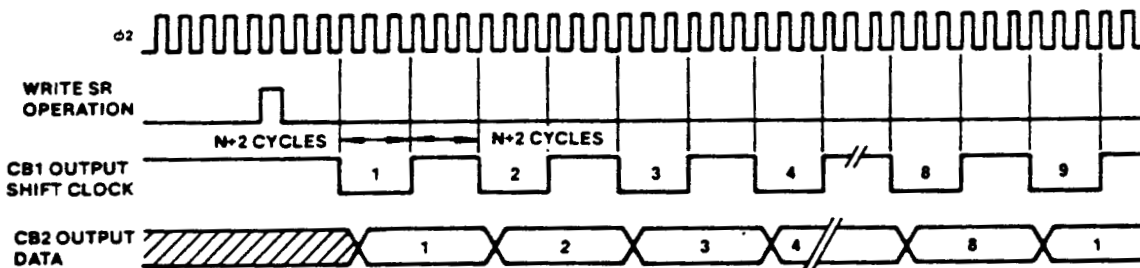 ϕ2
WRITE SR
OPERATION
N+2 CYCLES N+2 CYCLES
CB1 OUTPUT
SHIFT CLOCK
1 2 3 4 8 9
CB2 OUTPUT
DATA
1 2 3 4 8 1